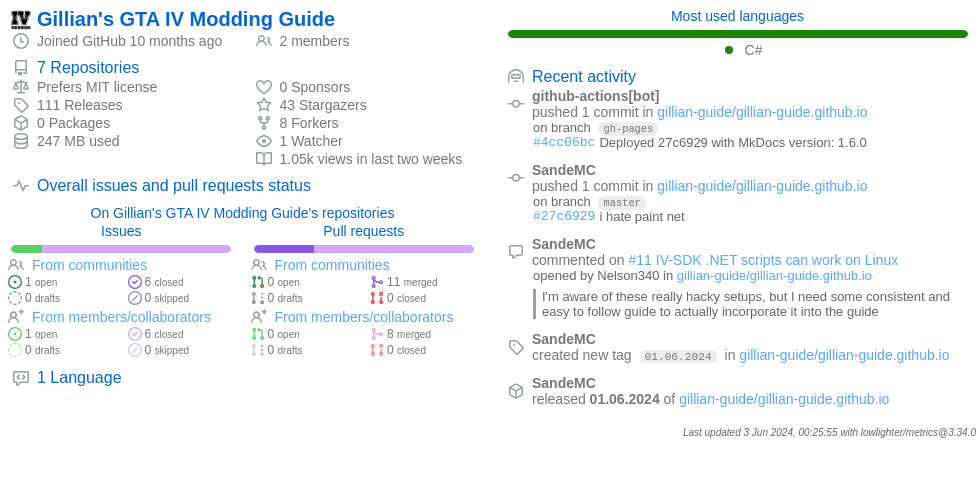 Gillian's GTA IV Modding Guide
Joined GitHub 10 months ago
2 members
7 Repositories
Prefers MIT license
111 Releases
0 Packages
247 MB used
0 Sponsors
43 Stargazers
8 Forkers
1 Watcher
1.05k views in last two weeks
Overall issues and pull requests status
On Gillian's GTA IV Modding Guide's repositories
Issues
From communities
1 open
6 closed
0 drafts
0 skipped
From members/collaborators
1 open
6 closed
0 drafts
0 skipped
Pull requests
From communities
0 open
11 merged
0 drafts
0 closed
From members/collaborators
0 open
8 merged
0 drafts
0 closed
1 Language
Most used languages
C#
Recent activity
github-actions[bot]
pushed 1 commit in gillian-guide/gillian-guide.github.io
on branch gh-pages
#4cc06bc Deployed 27c6929 with MkDocs version: 1.6.0
SandeMC
pushed 1 commit in gillian-guide/gillian-guide.github.io
on branch master
#27c6929 i hate paint net
SandeMC
commented on #11 IV-SDK .NET scripts can work on Linux
opened by Nelson340 in gillian-guide/gillian-guide.github.io
I'm aware of these really hacky setups, but I need some consistent and
easy to follow guide to actually incorporate it into the guide
SandeMC
created new tag 01.06.2024 in gillian-guide/gillian-guide.github.io
SandeMC
released 01.06.2024 of gillian-guide/gillian-guide.github.io
Last updated 3 Jun 2024, 00:25:55 with lowlighter/metrics@3.34.0